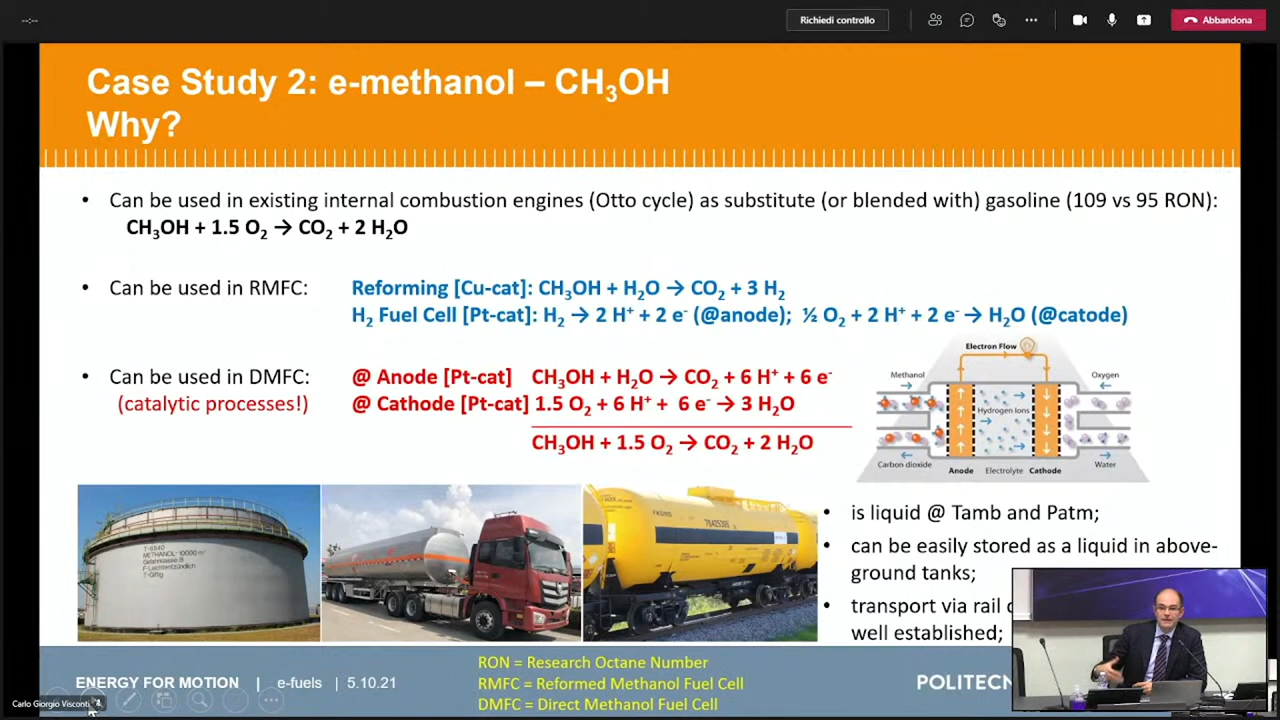 --:--
Richiedi controllo
Abbandona
Case Study 2: e-methanol – CH₃OH
Why?
• Can be used in existing internal combustion engines (Otto cycle) as substitute (or blended with) gasoline (109 vs 95 RON):
CH₃OH + 1.5 O₂ → CO₂ + 2 H₂O
• Can be used in RMFC: Reforming [Cu-cat]: CH₃OH + H₂O → CO₂ + 3 H₂
H₂ Fuel Cell [Pt-cat]: H₂ → 2 H⁺ + 2 e⁻ (@anode); ½ O₂ + 2 H⁺ + 2 e⁻ → H₂O (@catode)
• Can be used in DMFC: @ Anode [Pt-cat] CH₃OH + H₂O → CO₂ + 6 H⁺ + 6 e⁻
(catalytic processes!) @ Cathode [Pt-cat] 1.5 O₂ + 6 H⁺ + 6 e⁻ → 3 H₂O
CH₃OH + 1.5 O₂ → CO₂ + 2 H₂O
Electron Flow
Methanol
Oxygen
Hydrogen Ions
Carbon dioxide
Anode
Electrolyte
Cathode
Water
T-6540
METHANOL-10000 m³
Gefahrklasse B
F-Leichtentzündlich
T-Giftig
• is liquid @ Tamb and Patm;
• can be easily stored as a liquid in above-
ground tanks;
• transport via rail
well established;
ENERGY FOR MOTION | e-fuels | 5.10.21
RON = Research Octane Number
RMFC = Reformed Methanol Fuel Cell
DMFC = Direct Methanol Fuel Cell
POLITECN
Carlo Giorgio Visconti